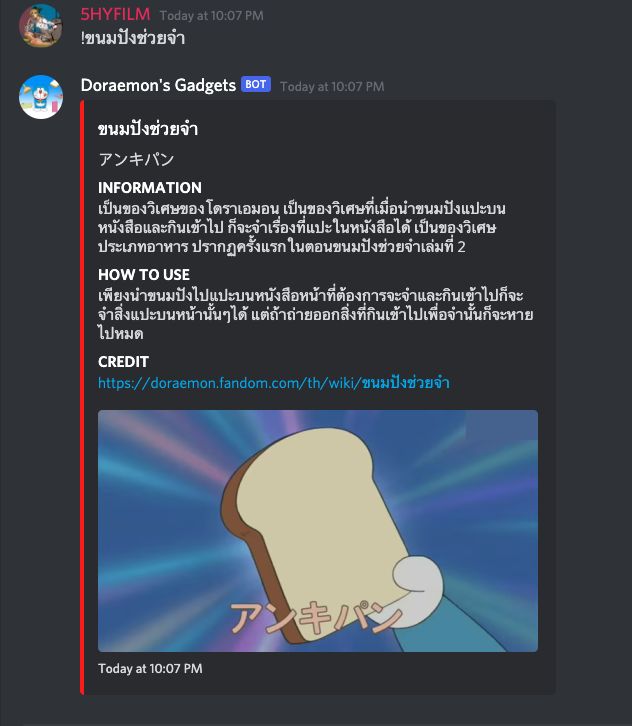 5HYFILM Today at 10:07 PM
!ขนมปังช่วยจำ
Doraemon's Gadgets BOT Today at 10:07 PM
ขนมปังช่วยจำ
アンキパン
INFORMATION
เป็นของวิเศษของโดราเอมอน เป็นของวิเศษที่เมื่อนำขนมปังแปะบน
หนังสือและกินเข้าไป ก็จะจำเรื่องที่แปะในหนังสือได้ เป็นของวิเศษ
ประเภทอาหาร ปรากฏครั้งแรกในตอนขนมปังช่วยจำเล่มที่ 2
HOW TO USE
เพียงนำขนมปังไปแปะบนหนังสือหน้าที่ต้องการจะจำและกินเข้าไปก็จะ
จำสิ่งแปะบนหน้านั้นๆได้ แต่ถ้าถ่ายออกสิ่งที่กินเข้าไปเพื่อจำนั้นก็จะหาย
ไปหมด
CREDIT
https://doraemon.fandom.com/th/wiki/ขนมปังช่วยจำ
アンキパン
Today at 10:07 PM